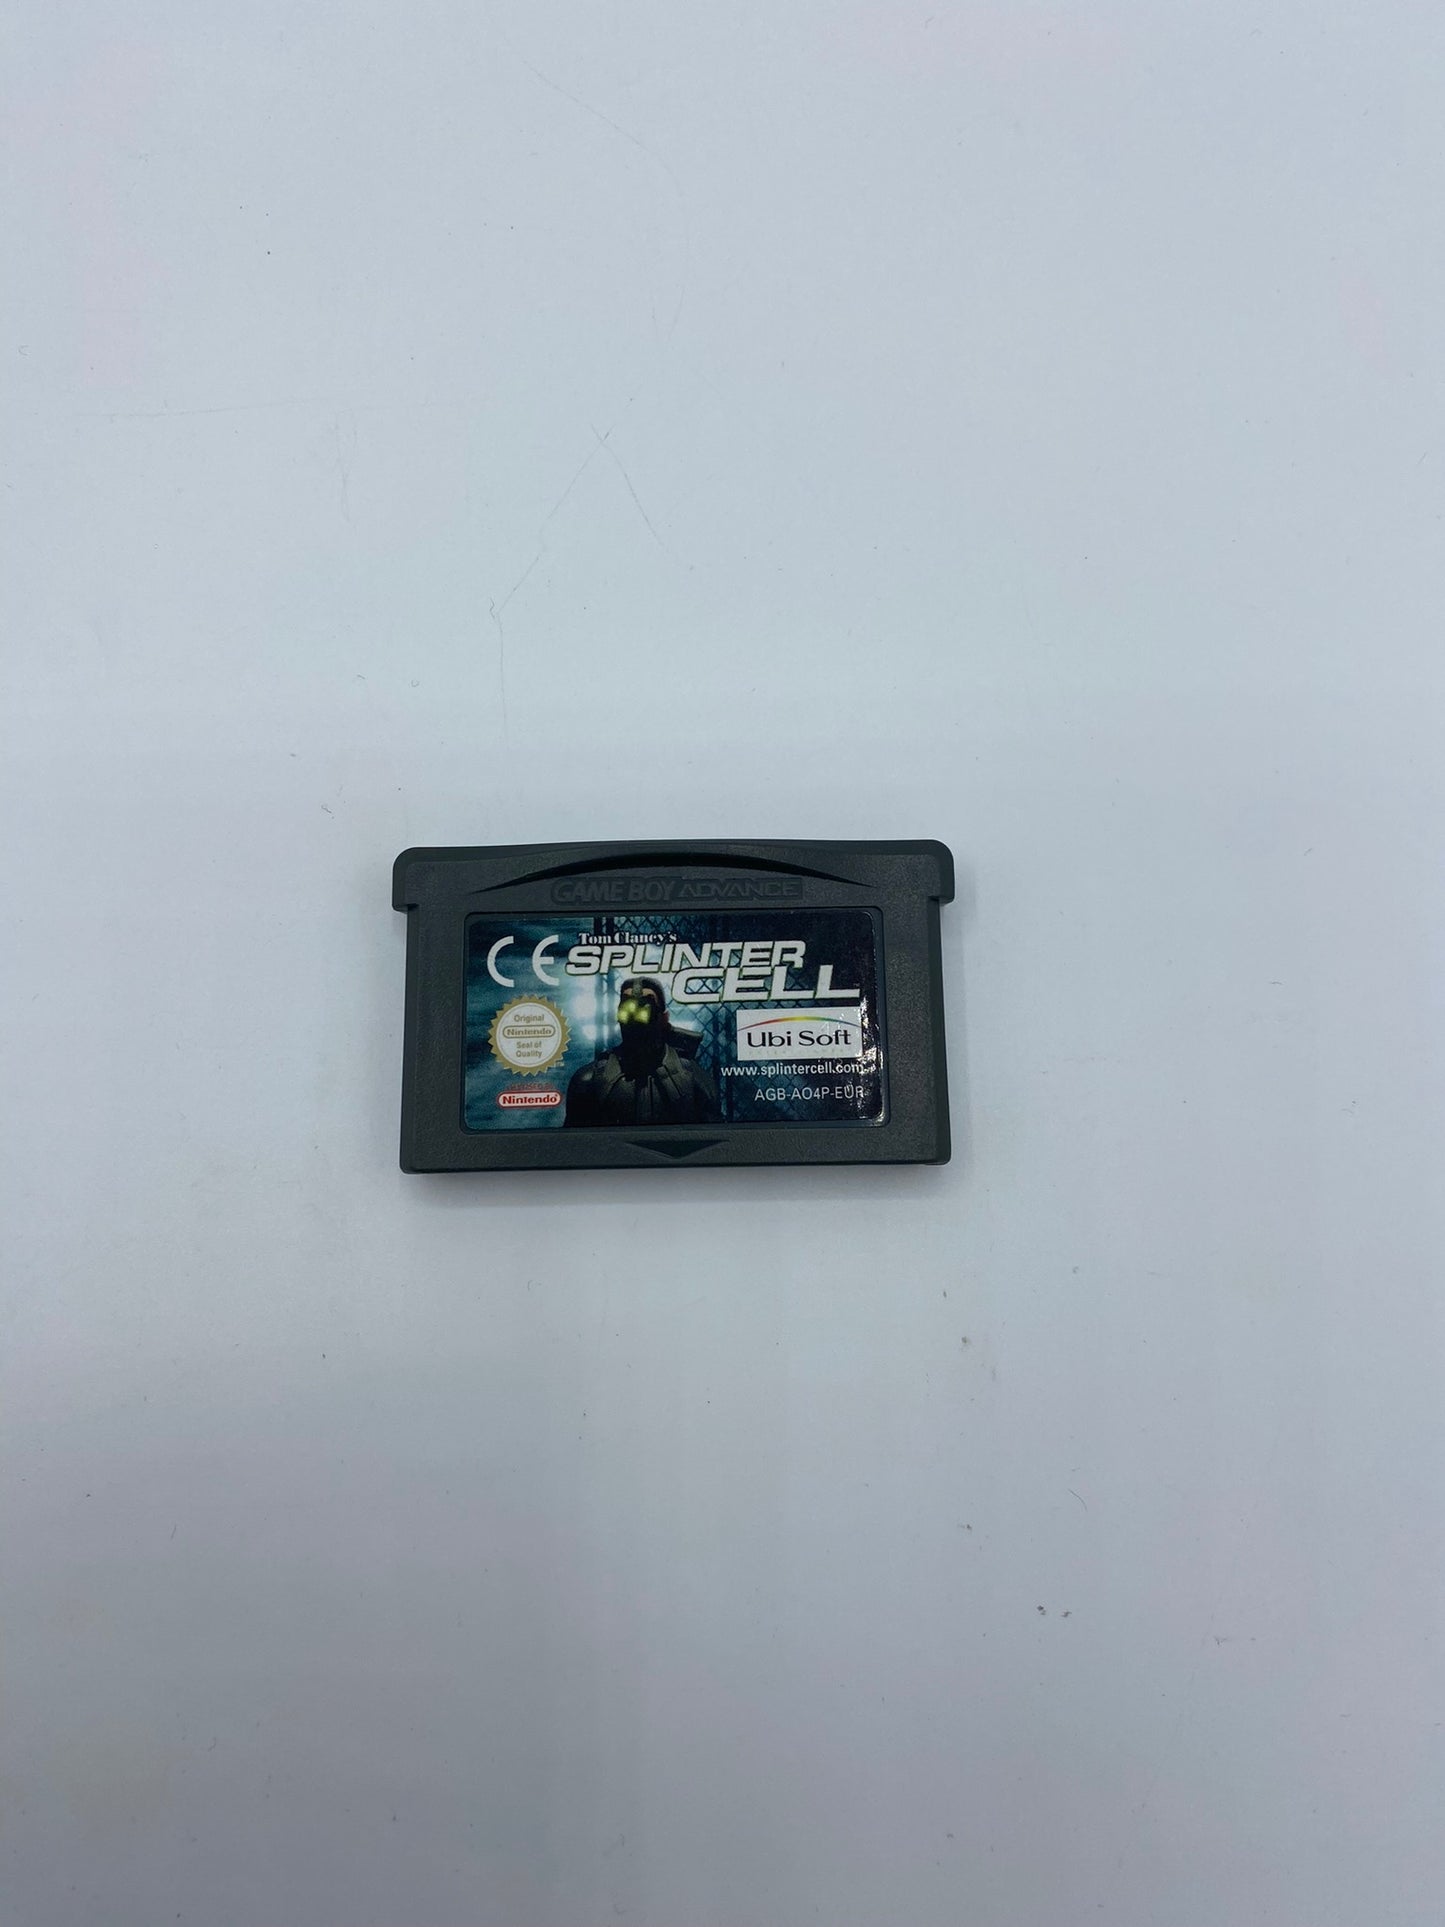 GAME BOY ADVANCE
CE
Tom Clancy's
SPLINTER
CELL
Original
Nintendo
Seal of
Quality
Ubi Soft
www.splintercell.com
Nintendo
AGB-AO4P-EUR